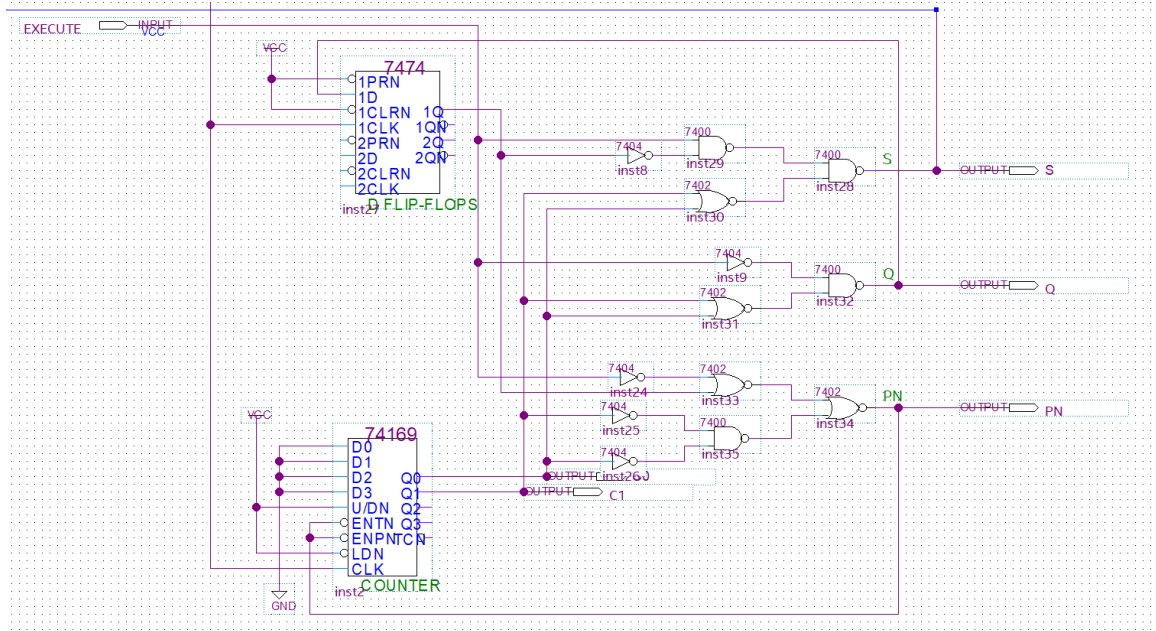 EXECUTE
INPUT
VCC
VCC
7474
1PRN
1D
1CLRN 1Q
1CLK 1QN
2PRN 2Q
2D 2QN
2CLRN
2CLK
inst27
D FLIP-FLOPS
7404
inst8
7400
inst29
7402
inst30
7400
inst28
S
OUTPUT
S
7404
inst9
7402
inst31
7400
inst32
Q
OUTPUT
Q
7404
inst24
7402
inst33
7404
inst25
7400
inst35
7404
inst26
7402
inst34
PN
OUTPUT
PN
OUTPUT
OUTPUT
C1
VCC
74169
D0
D1
D2 Q0
D3 Q1
U/DN Q2
ENTN Q3
ENPN TCN
LDN
CLK
inst2
COUNTER
GND